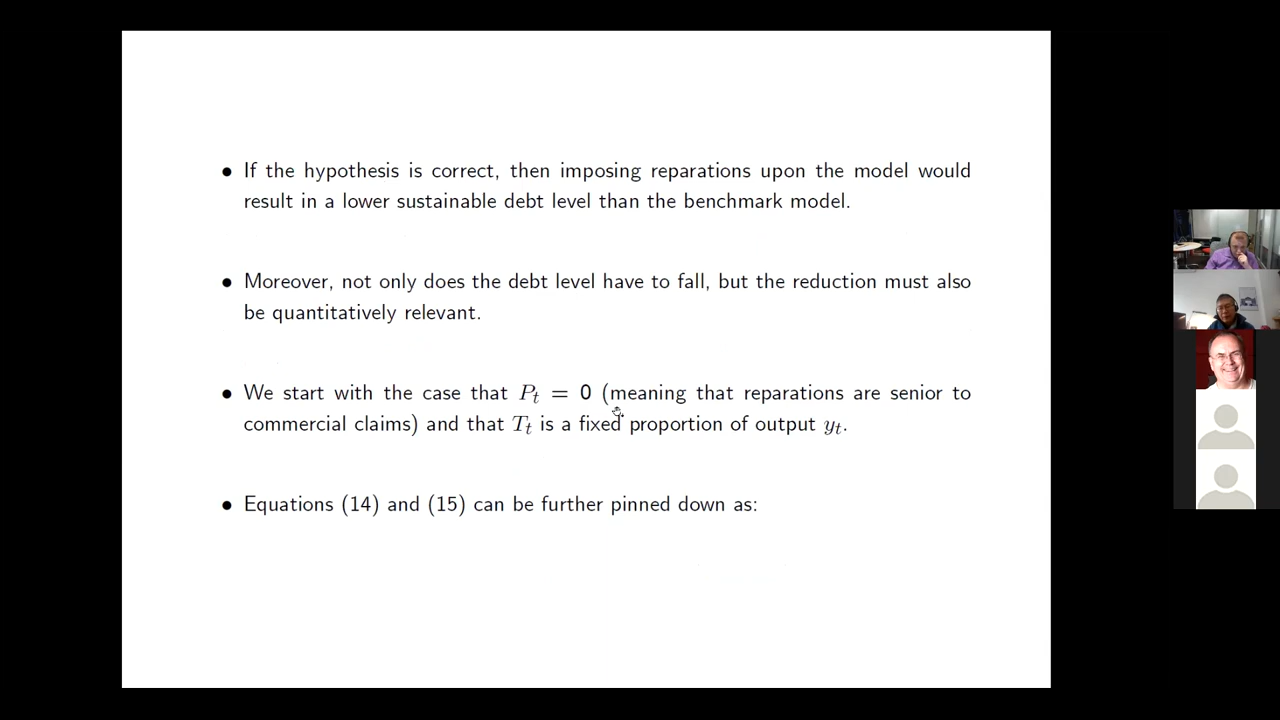 • If the hypothesis is correct, then imposing reparations upon the model would
result in a lower sustainable debt level than the benchmark model.
• Moreover, not only does the debt level have to fall, but the reduction must also
be quantitatively relevant.
• We start with the case that P_t = 0 (meaning that reparations are senior to
commercial claims) and that T_t is a fixed proportion of output y_t.
• Equations (14) and (15) can be further pinned down as: